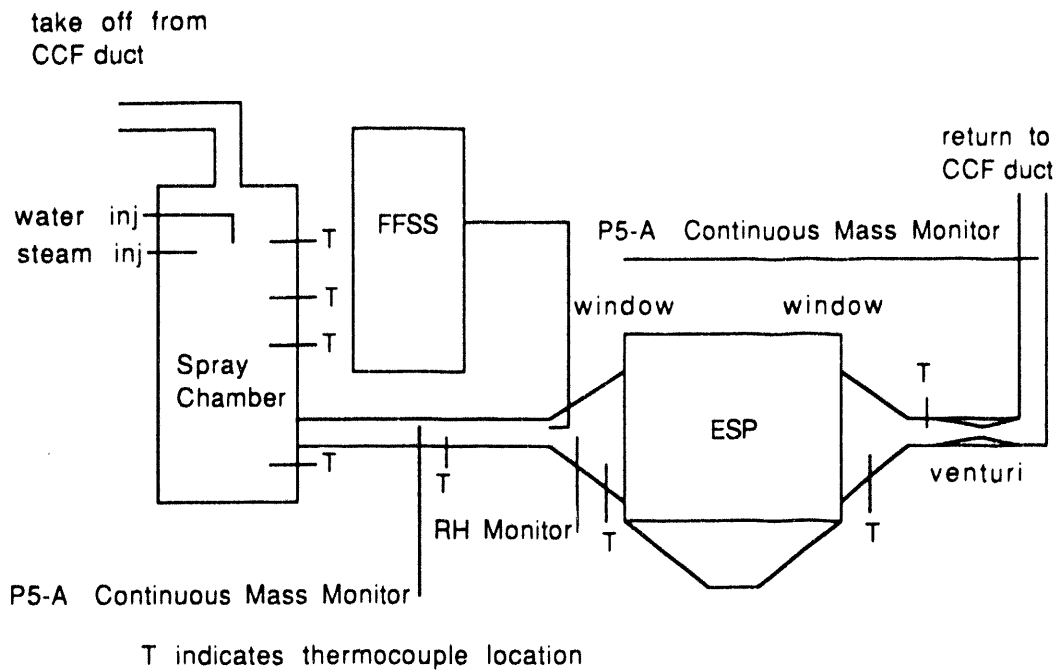 take off from
CCF duct
return to
CCF duct
water inj
steam inj
T
T
T
FFSS
P5-A Continuous Mass Monitor
window
window
Spray
Chamber
T
ESP
T
T
venturi
RH Monitor
T
T
P5-A Continuous Mass Monitor
T indicates thermocouple location